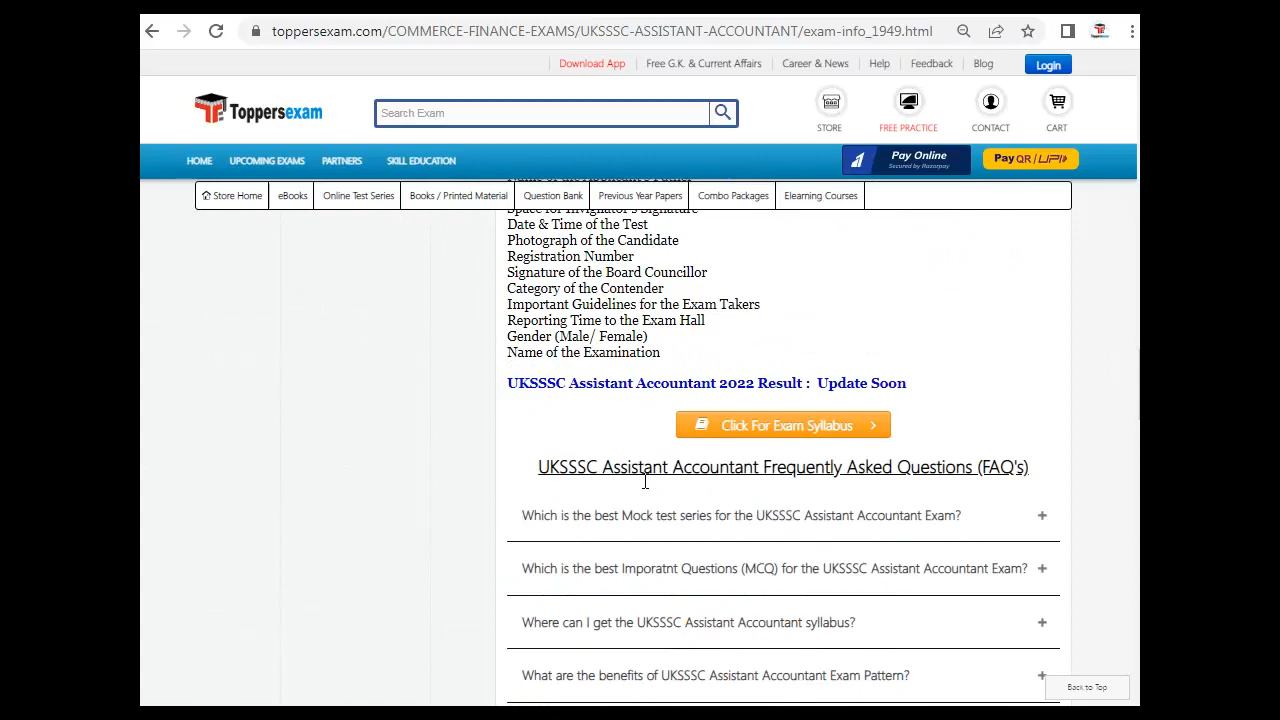 toppersexam.com/COMMERCE-FINANCE-EXAMS/UKSSSC-ASSISTANT-ACCOUNTANT/exam-info_1949.html
Download App | Free G.K. & Current Affairs | Career & News | Help | Feedback | Blog Login
Toppersexam
Search Exam
STORE FREE PRACTICE CONTACT CART
HOME UPCOMING EXAMS PARTNERS SKILL EDUCATION
Pay Online
Secured by Razorpay
Pay QR / UPI
Store Home eBooks Online Test Series Books / Printed Material Question Bank Previous Year Papers Combo Packages Elearning Courses
Space for Invigilator's Signature
Date & Time of the Test
Photograph of the Candidate
Registration Number
Signature of the Board Councillor
Category of the Contender
Important Guidelines for the Exam Takers
Reporting Time to the Exam Hall
Gender (Male/ Female)
Name of the Examination
UKSSSC Assistant Accountant 2022 Result : Update Soon
Click For Exam Syllabus
UKSSSC Assistant Accountant Frequently Asked Questions (FAQ's)
Which is the best Mock test series for the UKSSSC Assistant Accountant Exam? +
Which is the best Imporatnt Questions (MCQ) for the UKSSSC Assistant Accountant Exam? +
Where can I get the UKSSSC Assistant Accountant syllabus? +
What are the benefits of UKSSSC Assistant Accountant Exam Pattern? +
Back to Top